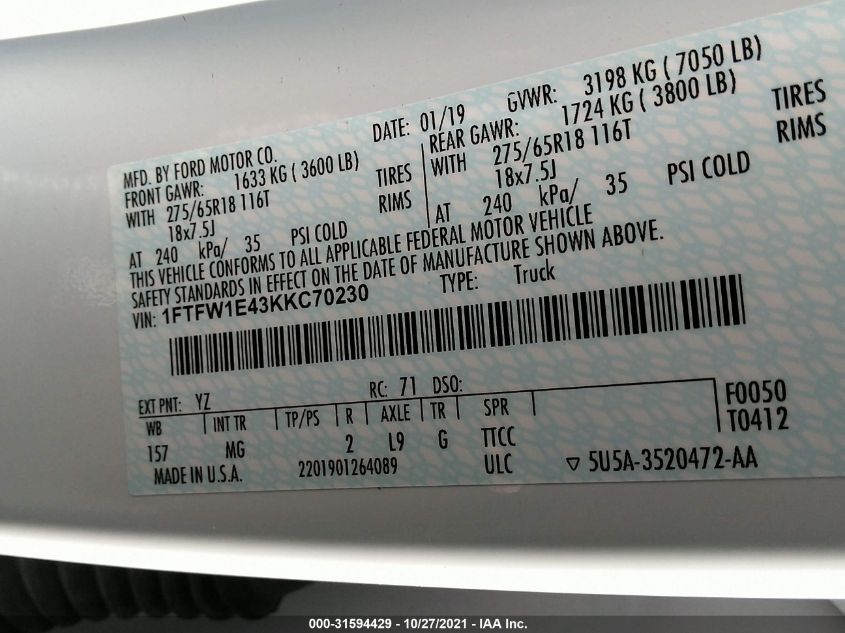 MFD. BY FORD MOTOR CO.
DATE: 01/19 GVWR: 3198 KG ( 7050 LB)
FRONT GAWR: 1633 KG ( 3600 LB)
REAR GAWR: 1724 KG ( 3800 LB)
WITH 275/65R18 116T TIRES
WITH 275/65R18 116T TIRES
18x7.5J RIMS
18x7.5J RIMS
AT 240 kPa/ 35 PSI COLD
AT 240 kPa/ 35 PSI COLD
THIS VEHICLE CONFORMS TO ALL APPLICABLE FEDERAL MOTOR VEHICLE
SAFETY STANDARDS IN EFFECT ON THE DATE OF MANUFACTURE SHOWN ABOVE.
VIN: 1FTFW1E43KKC70230 TYPE: Truck
EXT PNT: YZ RC: 71 DSO:
WB INT TR TP/PS R AXLE TR SPR F0050
157 MG 2 L9 G TTCC T0412
MADE IN U.S.A. 2201901264089 ULC ▽ 5U5A-3520472-AA
000-31594429 - 10/27/2021 - IAA Inc.